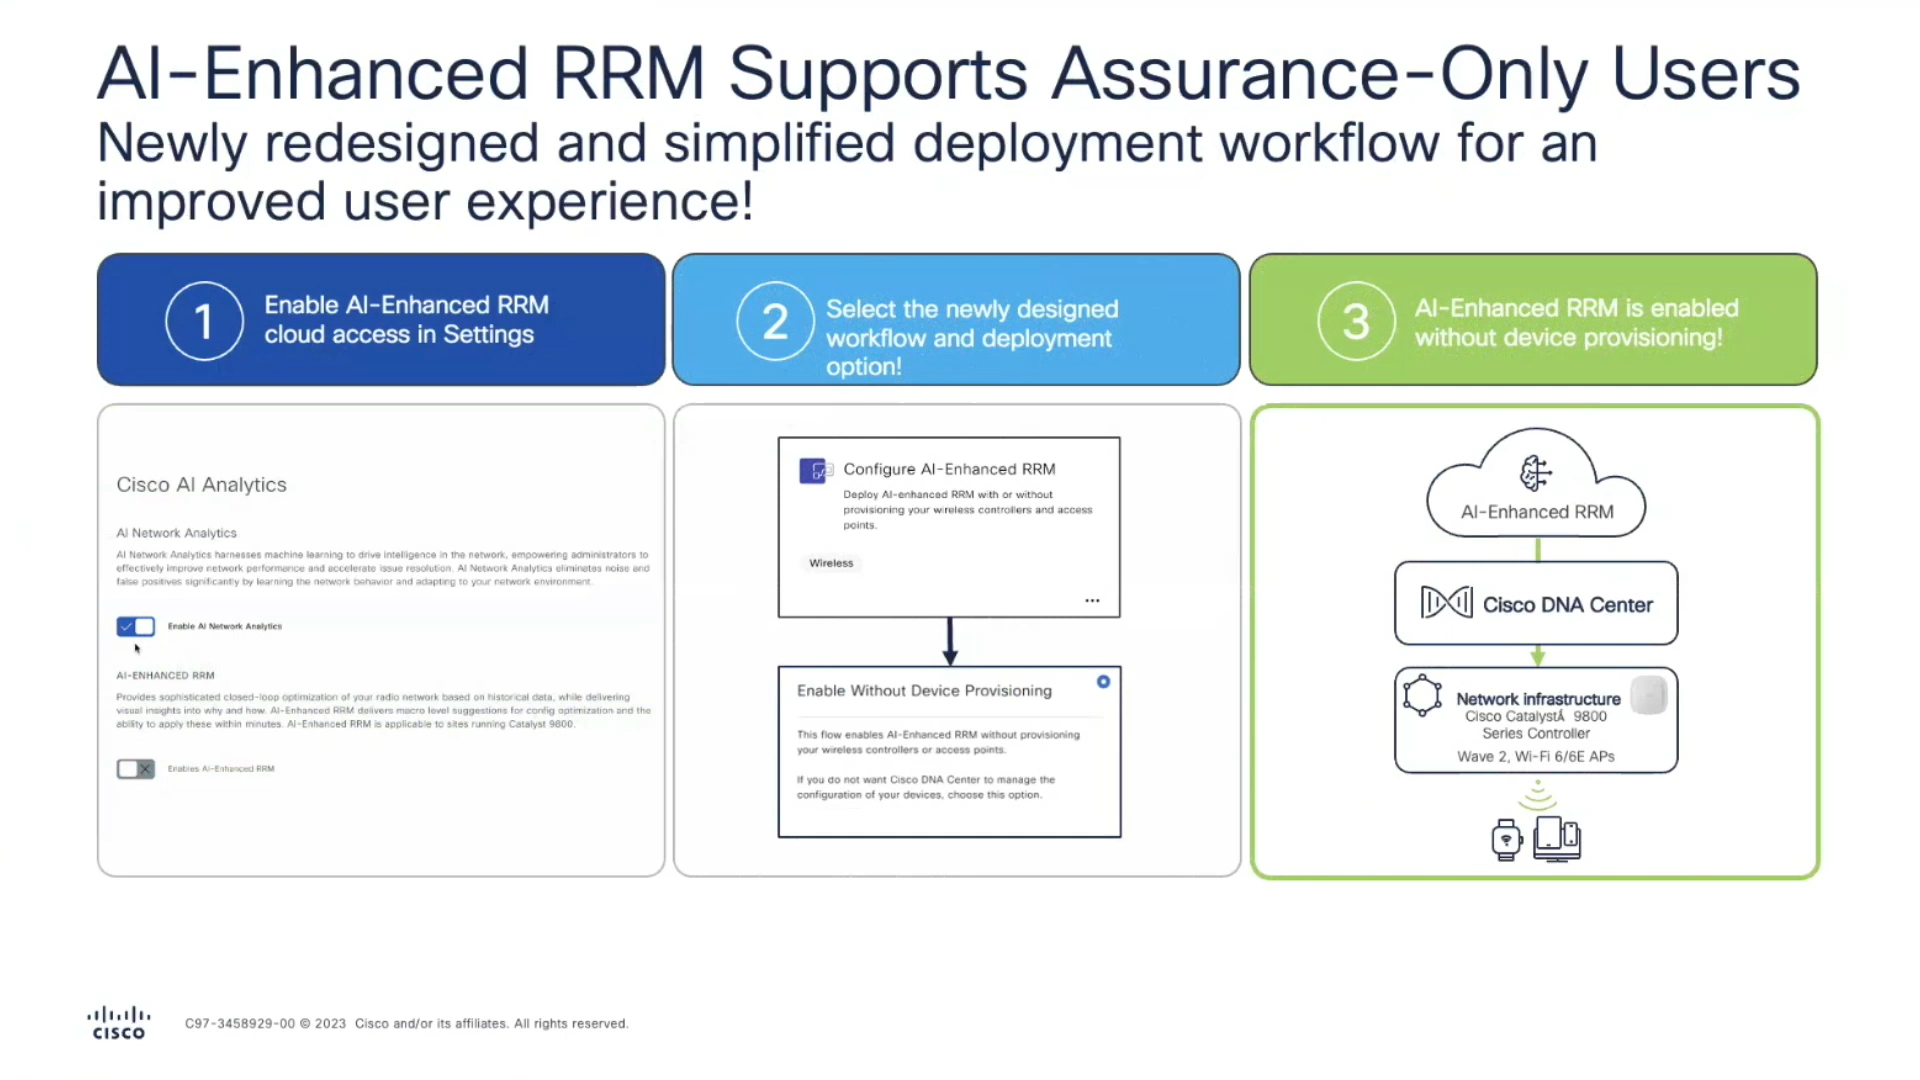 AI-Enhanced RRM Supports Assurance-Only Users
Newly redesigned and simplified deployment workflow for an
improved user experience!
1
Enable AI-Enhanced RRM
cloud access in Settings
2
Select the newly designed
workflow and deployment
option!
3
AI-Enhanced RRM is enabled
without device provisioning!
Cisco AI Analytics
AI Network Analytics
AI Network Analytics harnesses machine learning to drive intelligence in the network, empowering administrators to
effectively improve network performance and accelerate issue resolution. AI Network Analytics eliminates noise and
false positives significantly by learning the network behavior and adapting to your network environment.
Enable AI Network Analytics
AI-ENHANCED RRM
Provides sophisticated closed-loop optimization of your radio network based on historical data, while delivering
visual insights into why and how. AI-Enhanced RRM delivers macro level suggestions for config optimization and the
ability to apply these within minutes. AI-Enhanced RRM is applicable to sites running Catalyst 9800.
Enables AI-Enhanced RRM
Configure AI-Enhanced RRM
Deploy AI-enhanced RRM with or without
provisioning your wireless controllers and access
points.
Wireless
...
Enable Without Device Provisioning
This flow enables AI-Enhanced RRM without provisioning
your wireless controllers or access points.
If you do not want Cisco DNA Center to manage the
configuration of your devices, choose this option.
AI-Enhanced RRM
Cisco DNA Center
Network infrastructure
Cisco CatalystÂ 9800
Series Controller
Wave 2, Wi-Fi 6/6E APs
CISCO
C97-3458929-00 © 2023 Cisco and/or its affiliates. All rights reserved.